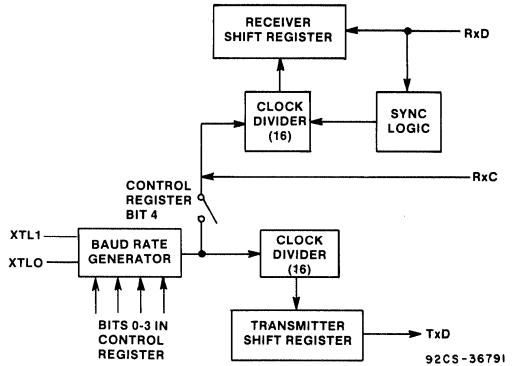 RECEIVER
SHIFT REGISTER
RxD
CLOCK
DIVIDER
(16)
SYNC
LOGIC
RxC
CONTROL
REGISTER
BIT 4
XTL1
XTLO
BAUD RATE
GENERATOR
CLOCK
DIVIDER
(16)
BITS 0-3 IN
CONTROL
REGISTER
TRANSMITTER
SHIFT REGISTER
TxD
92CS-36791